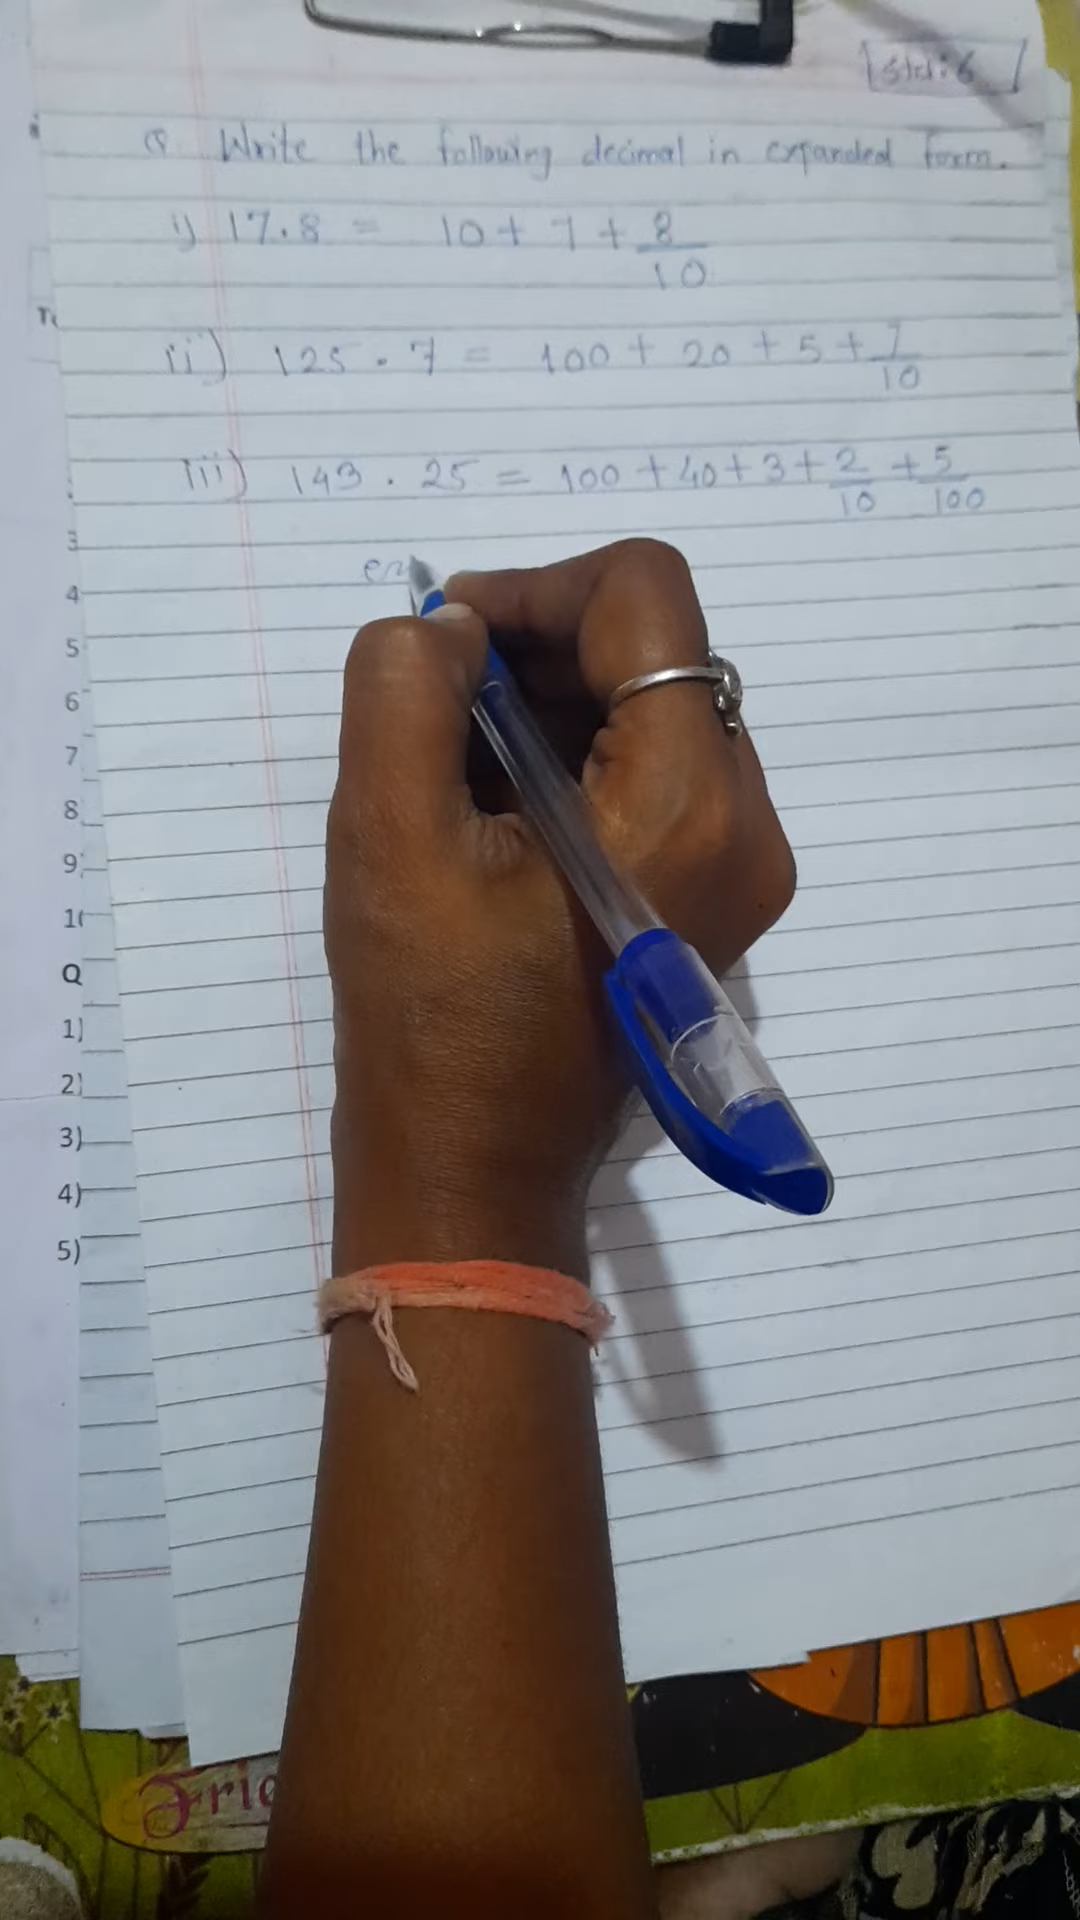 Std: 6
Q Write the following decimal in expanded form.
i) 17.8 = 10 + 7 + 8/10
ii) 125.7 = 100 + 20 + 5 + 7/10
iii) 143.25 = 100 + 40 + 3 + 2/10 + 5/100
3
4
5
6
7
8
9
Q
1)
2)
3)
4)
5)